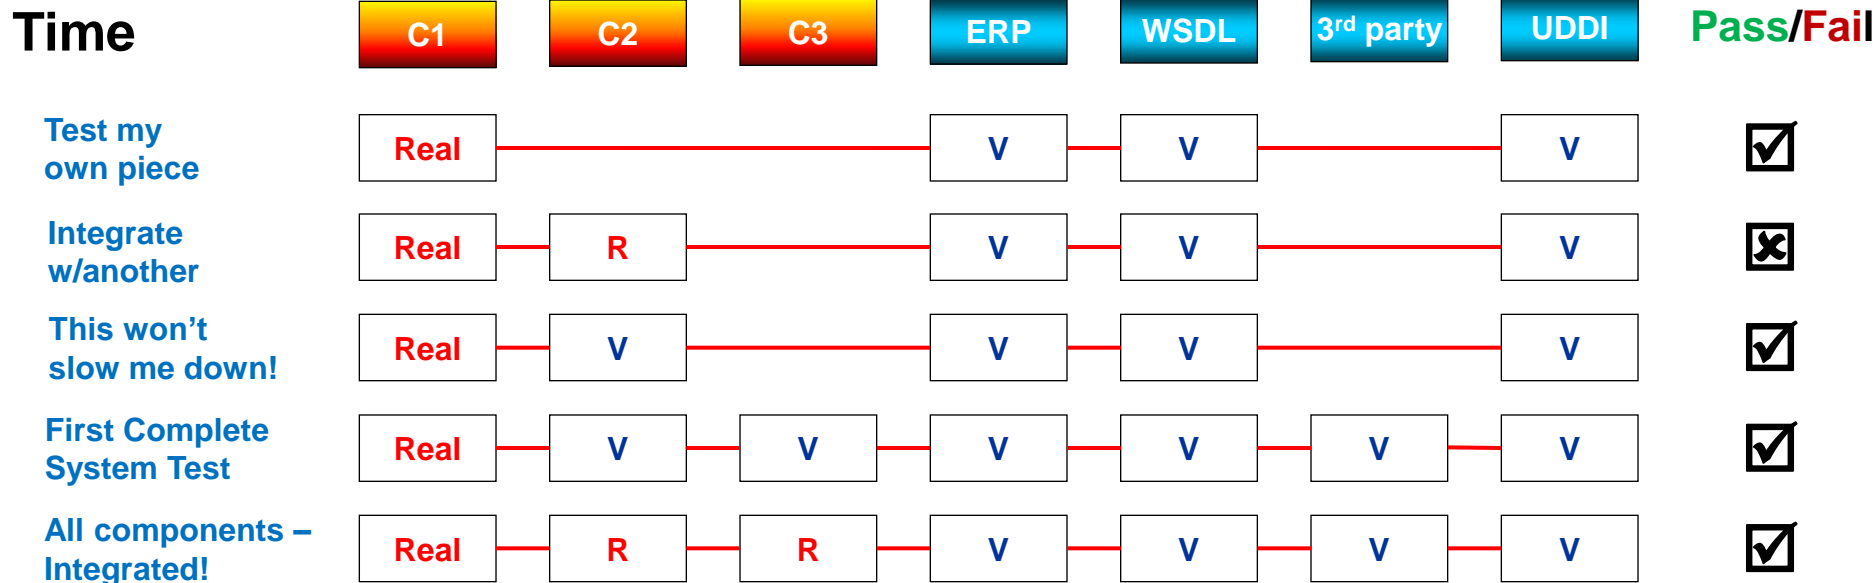 Time C1 C2 C3 ERP WSDL 3rd party UDDI Pass/Fail
Test my
own piece
Real V V V
Integrate
w/another
Real R V V V
This won’t
slow me down!
Real V V V V
First Complete
System Test
Real V V V V V V
All components –
Integrated!
Real R R V V V V